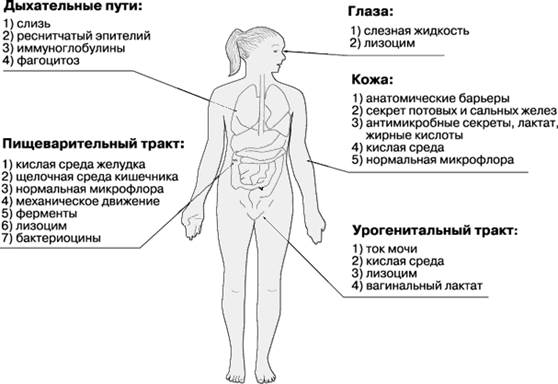 Дыхательные пути:
1) слизь
2) реснитчатый эпителий
3) иммуноглобулины
4) фагоцитоз
Глаза:
1) слезная жидкость
2) лизоцим
Кожа:
1) анатомические барьеры
2) секрет потовых и сальных желез
3) антимикробные секреты, лактат,
жирные кислоты
4) кислая среда
5) нормальная микрофлора
Пищеварительный тракт:
1) кислая среда желудка
2) щелочная среда кишечника
3) нормальная микрофлора
4) механическое движение
5) ферменты
6) лизоцим
7) бактериоцины
Урогенитальный тракт:
1) ток мочи
2) кислая среда
3) лизоцим
4) вагинальный лактат